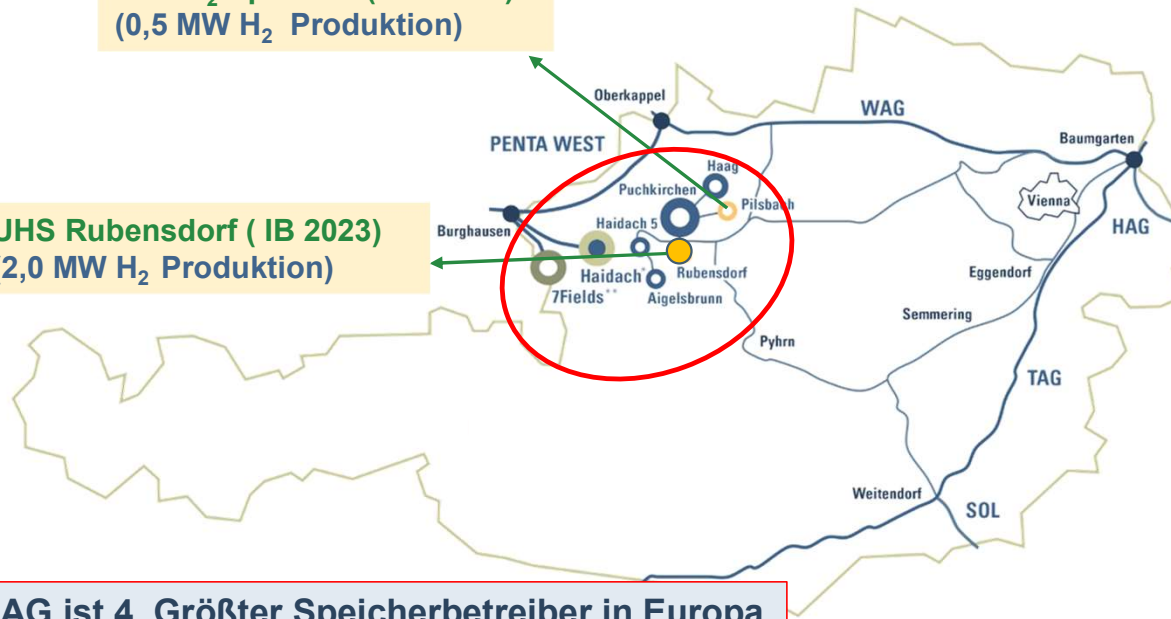 (0,5 MW H₂ Produktion)
Oberkappel
WAG
PENTA WEST
Baumgarten
Haag
Puchkirchen
Pilsbach
Vienna
UHS Rubensdorf ( IB 2023)
Burghausen
Haidach 5
HAG
(2,0 MW H₂ Produktion)
Haidach*
Rubensdorf
Eggendorf
7Fields**
Aigelsbrunn
Semmering
Pyhrn
TAG
Weitendorf
SOL
AG ist 4. Größter Speicherbetreiber in Europa